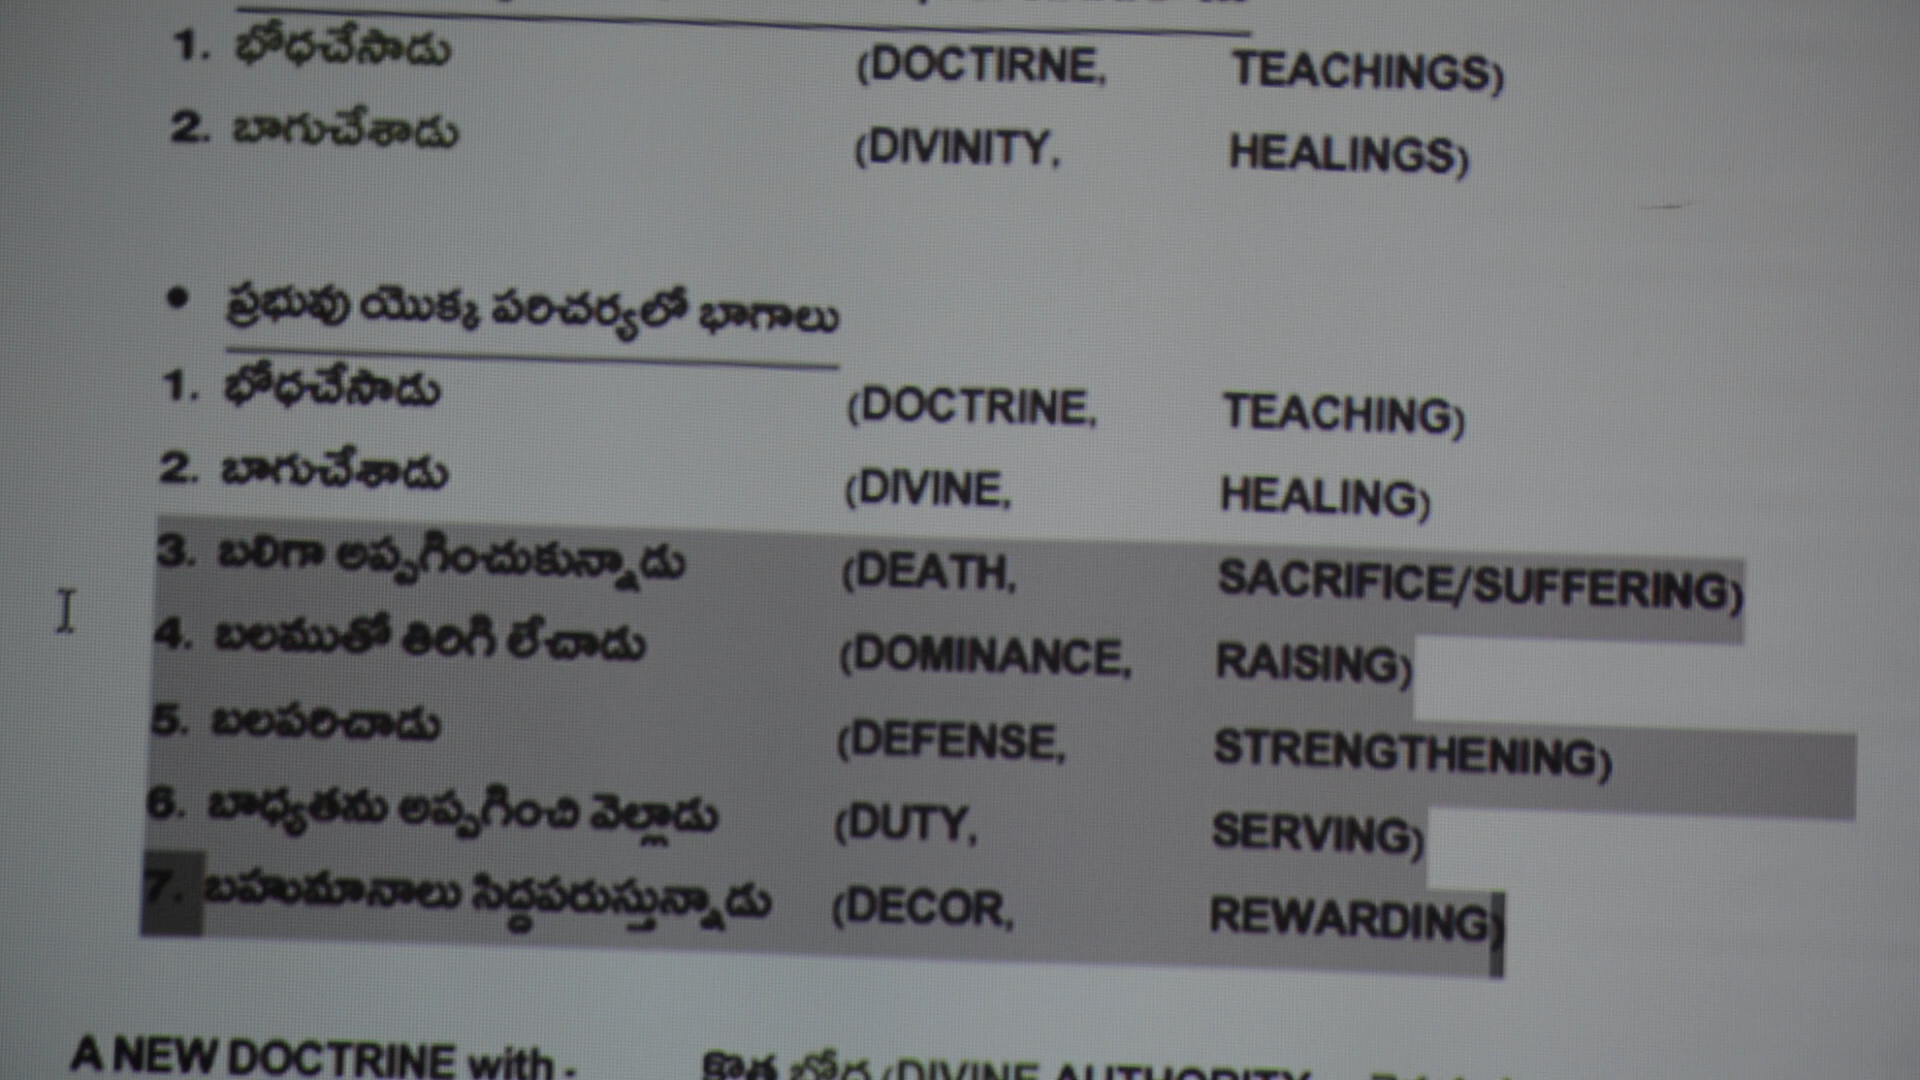 1. భోధచేసాడు (DOCTIRNE, TEACHINGS)
2. బాగుచేశాడు (DIVINITY, HEALINGS)
• ప్రభువు యొక్క పరిచర్యలో భాగాలు
1. భోధచేసాడు (DOCTRINE, TEACHING)
2. బాగుచేశాడు (DIVINE, HEALING)
3. బలిగా అప్పగించుకున్నాడు (DEATH, SACRIFICE/SUFFERING)
4. బలముతో తిరిగి లేచాడు (DOMINANCE, RAISING)
5. బలపరిచాడు (DEFENSE, STRENGTHENING)
6. బాధ్యతను అప్పగించి వెల్లాడు (DUTY, SERVING)
7. బహుమానాలు సిద్ధపరుస్తున్నాడు (DECOR, REWARDING)
A NEW DOCTRINE with - కొత్త బోధ (DIVINE AUTHORITY